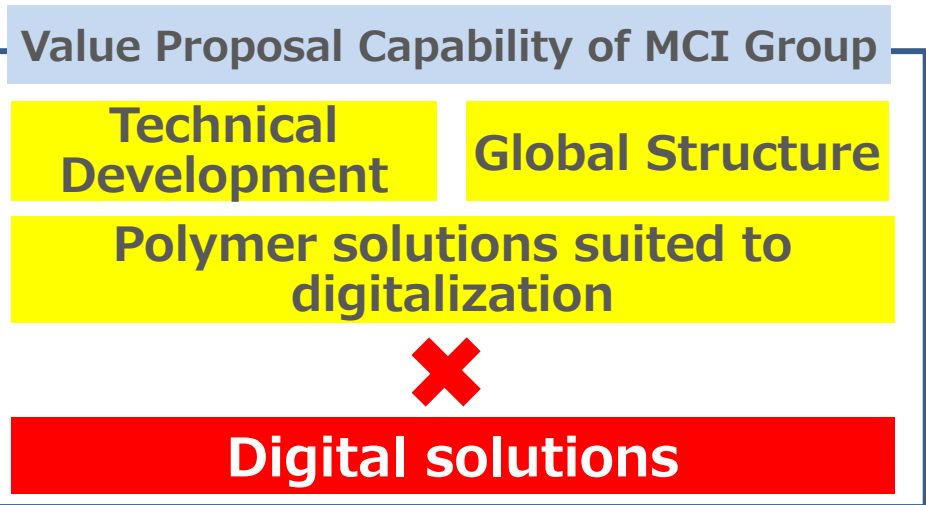 Value Proposal Capability of MCI Group
Technical
Development
Global Structure
Polymer solutions suited to
digitalization
Digital solutions